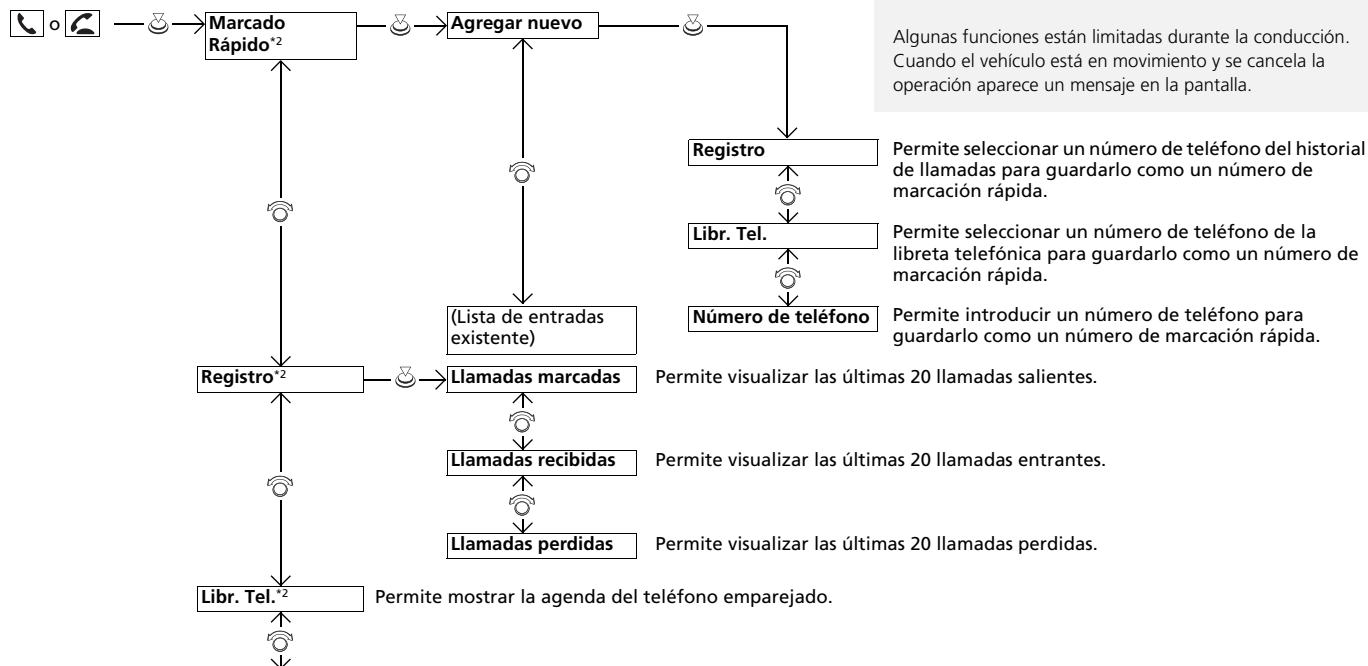 o
Marcado
Rápido*2
Agregar nuevo
Algunas funciones están limitadas durante la conducción.
Cuando el vehículo está en movimiento y se cancela la
operación aparece un mensaje en la pantalla.
Registro
Permite seleccionar un número de teléfono del historial
de llamadas para guardarlo como un número de
marcación rápida.
Libr. Tel.
Permite seleccionar un número de teléfono de la
libreta telefónica para guardarlo como un número de
marcación rápida.
(Lista de entradas
existente)
Número de teléfono
Permite introducir un número de teléfono para
guardarlo como un número de marcación rápida.
Registro*2
Llamadas marcadas
Permite visualizar las últimas 20 llamadas salientes.
Llamadas recibidas
Permite visualizar las últimas 20 llamadas entrantes.
Llamadas perdidas
Permite visualizar las últimas 20 llamadas perdidas.
Libr. Tel.*2
Permite mostrar la agenda del teléfono emparejado.